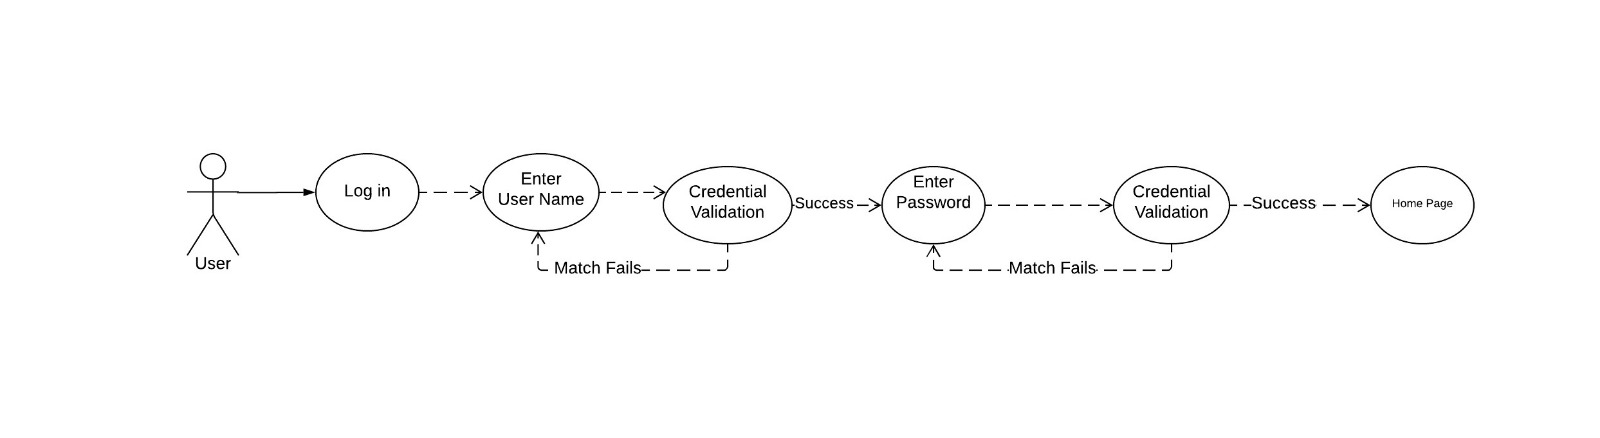 Log in
Enter
User Name
Credential
Validation
Success
Enter
Password
Credential
Validation
Success
Home Page
User
Match Fails
Match Fails